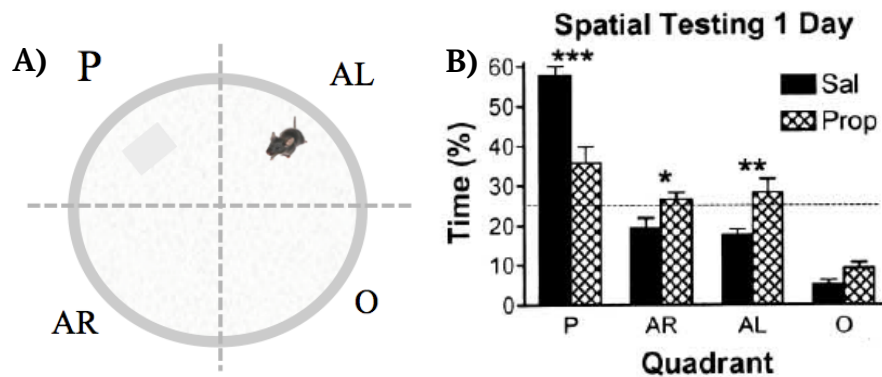 A)
P
AL
AR
O
B)
Spatial Testing 1 Day
Time (%)
60
50
40
30
20
10
0
***
*
**
Sal
Prop
P AR AL O
Quadrant